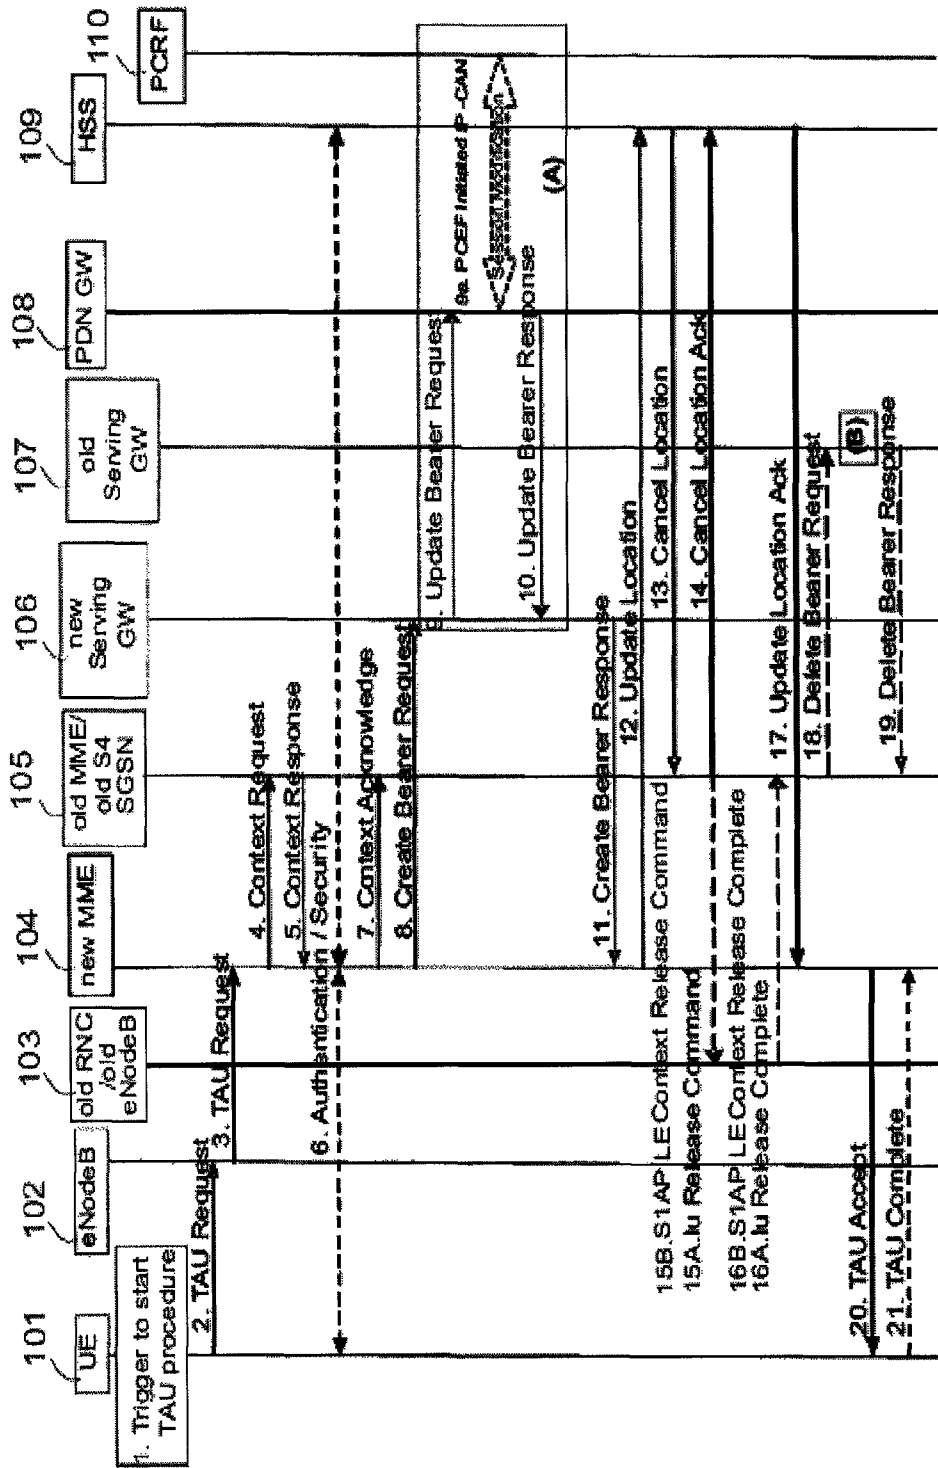 101
UE
102
eNodeB
103
old RNC
/old
eNodeB
104
new MME
105
old MME/
old S4
SGSN
106
new
Serving
GW
107
old
Serving
GW
108
PDN GW
109
HSS
110
PCRF
1. Trigger to start
TAU procedure
2. TAU Request
3. TAU Request
4. Context Request
5. Context Response
6. Authentication / Security
7. Context Acknowledge
8. Create Bearer Request
9. Update Bearer Request
9a. PCEF Initiated IP-CAN
Session Modification
10. Update Bearer Response
(A)
11. Create Bearer Response
12. Update Location
13. Cancel Location
14. Cancel Location Ack
15B.S1AP LEContext Release Command
15A.Iu Release Command
16B.S1AP LEContext Release Complete
16A.Iu Release Complete
17. Update Location Ack
18. Delete Bearer Request
(B)
19. Delete Bearer Response
20. TAU Accept
21. TAU Complete